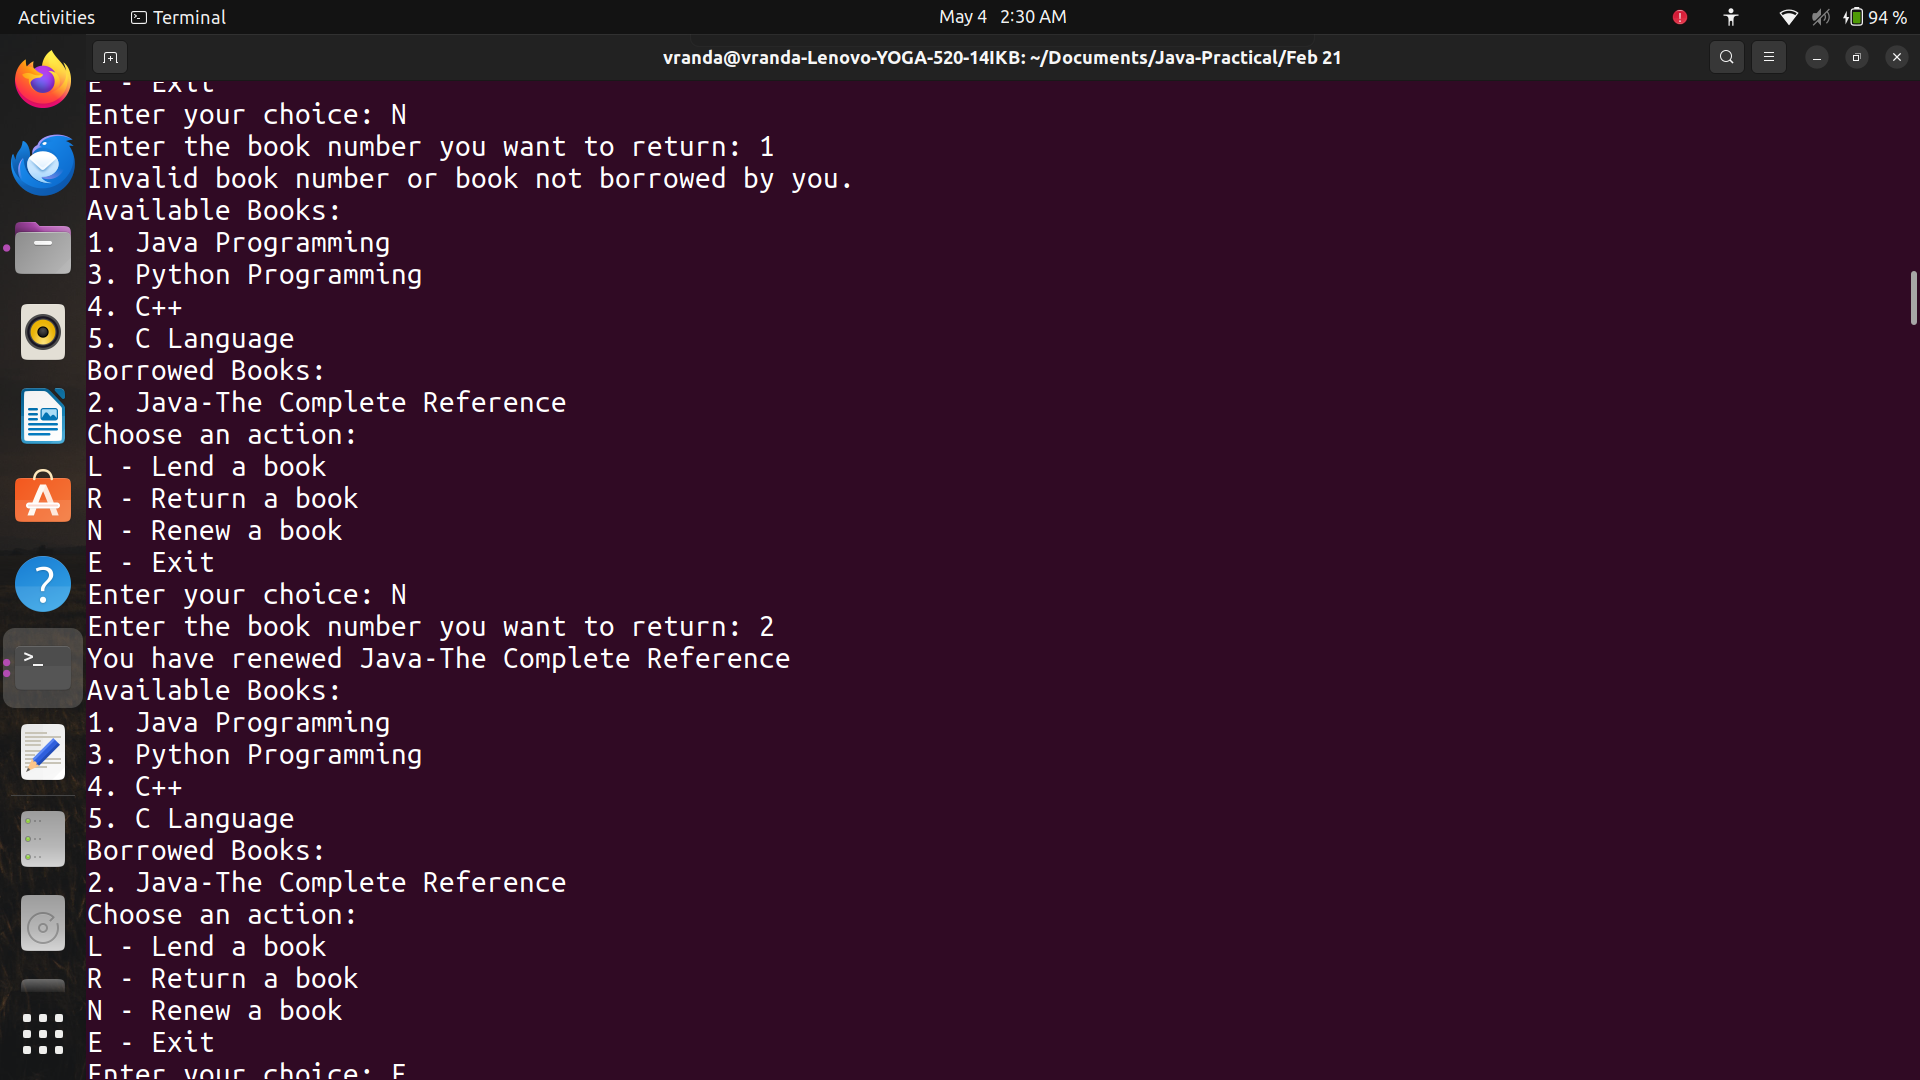 Activities
Terminal
May 4 2:30 AM
94 %
vranda@vranda-Lenovo-YOGA-520-14IKB: ~/Documents/Java-Practical/Feb 21
E - Exit
Enter your choice: N
Enter the book number you want to return: 1
Invalid book number or book not borrowed by you.
Available Books:
1. Java Programming
3. Python Programming
4. C++
5. C Language
Borrowed Books:
2. Java-The Complete Reference
Choose an action:
L - Lend a book
R - Return a book
N - Renew a book
E - Exit
Enter your choice: N
Enter the book number you want to return: 2
You have renewed Java-The Complete Reference
Available Books:
1. Java Programming
3. Python Programming
4. C++
5. C Language
Borrowed Books:
2. Java-The Complete Reference
Choose an action:
L - Lend a book
R - Return a book
N - Renew a book
E - Exit
Enter your choice: E